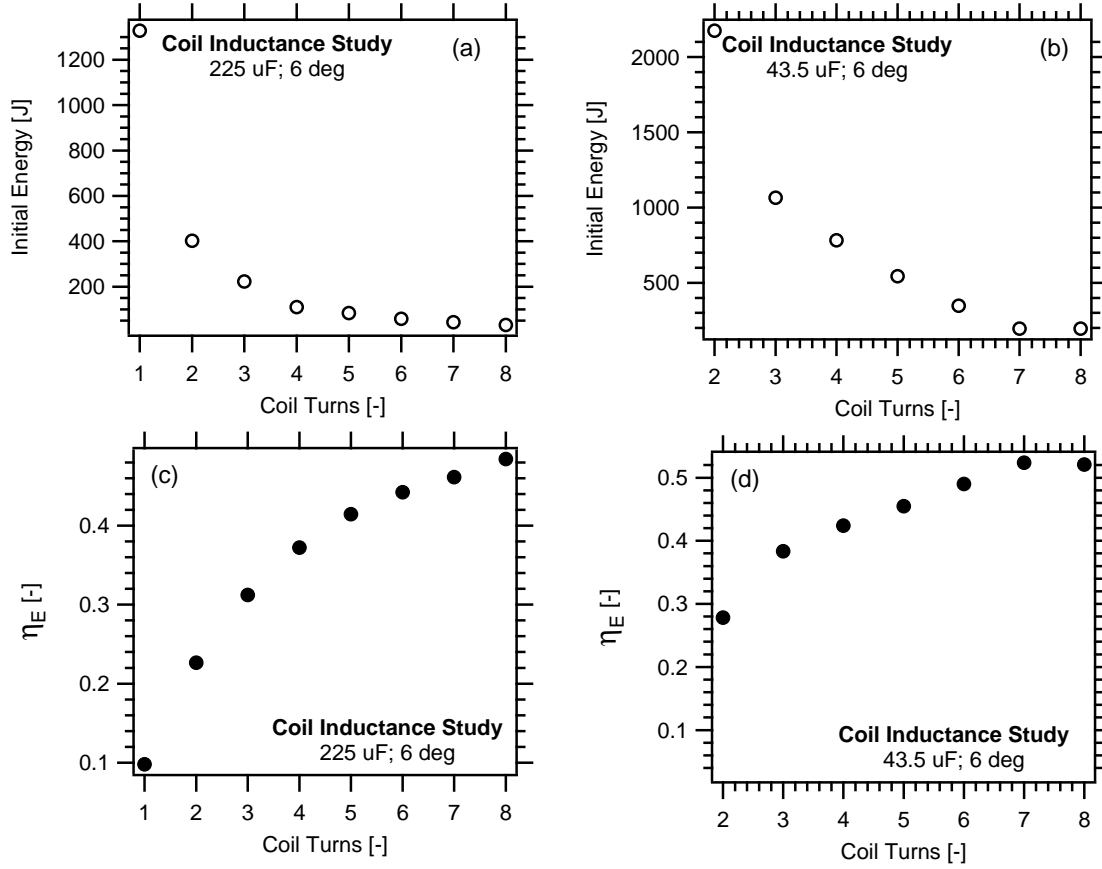 Coil Inductance Study
225 uF; 6 deg
(a)
Initial Energy [J]
1200
1000
800
600
400
200
1 2 3 4 5 6 7 8
Coil Turns [-]
Coil Inductance Study
43.5 uF; 6 deg
(b)
Initial Energy [J]
2000
1500
1000
500
2 3 4 5 6 7 8
Coil Turns [-]
(c)
ηE [-]
0.4
0.3
0.2
0.1
Coil Inductance Study
225 uF; 6 deg
1 2 3 4 5 6 7 8
Coil Turns [-]
(d)
ηE [-]
0.5
0.4
0.3
0.2
0.1
Coil Inductance Study
43.5 uF; 6 deg
2 3 4 5 6 7 8
Coil Turns [-]